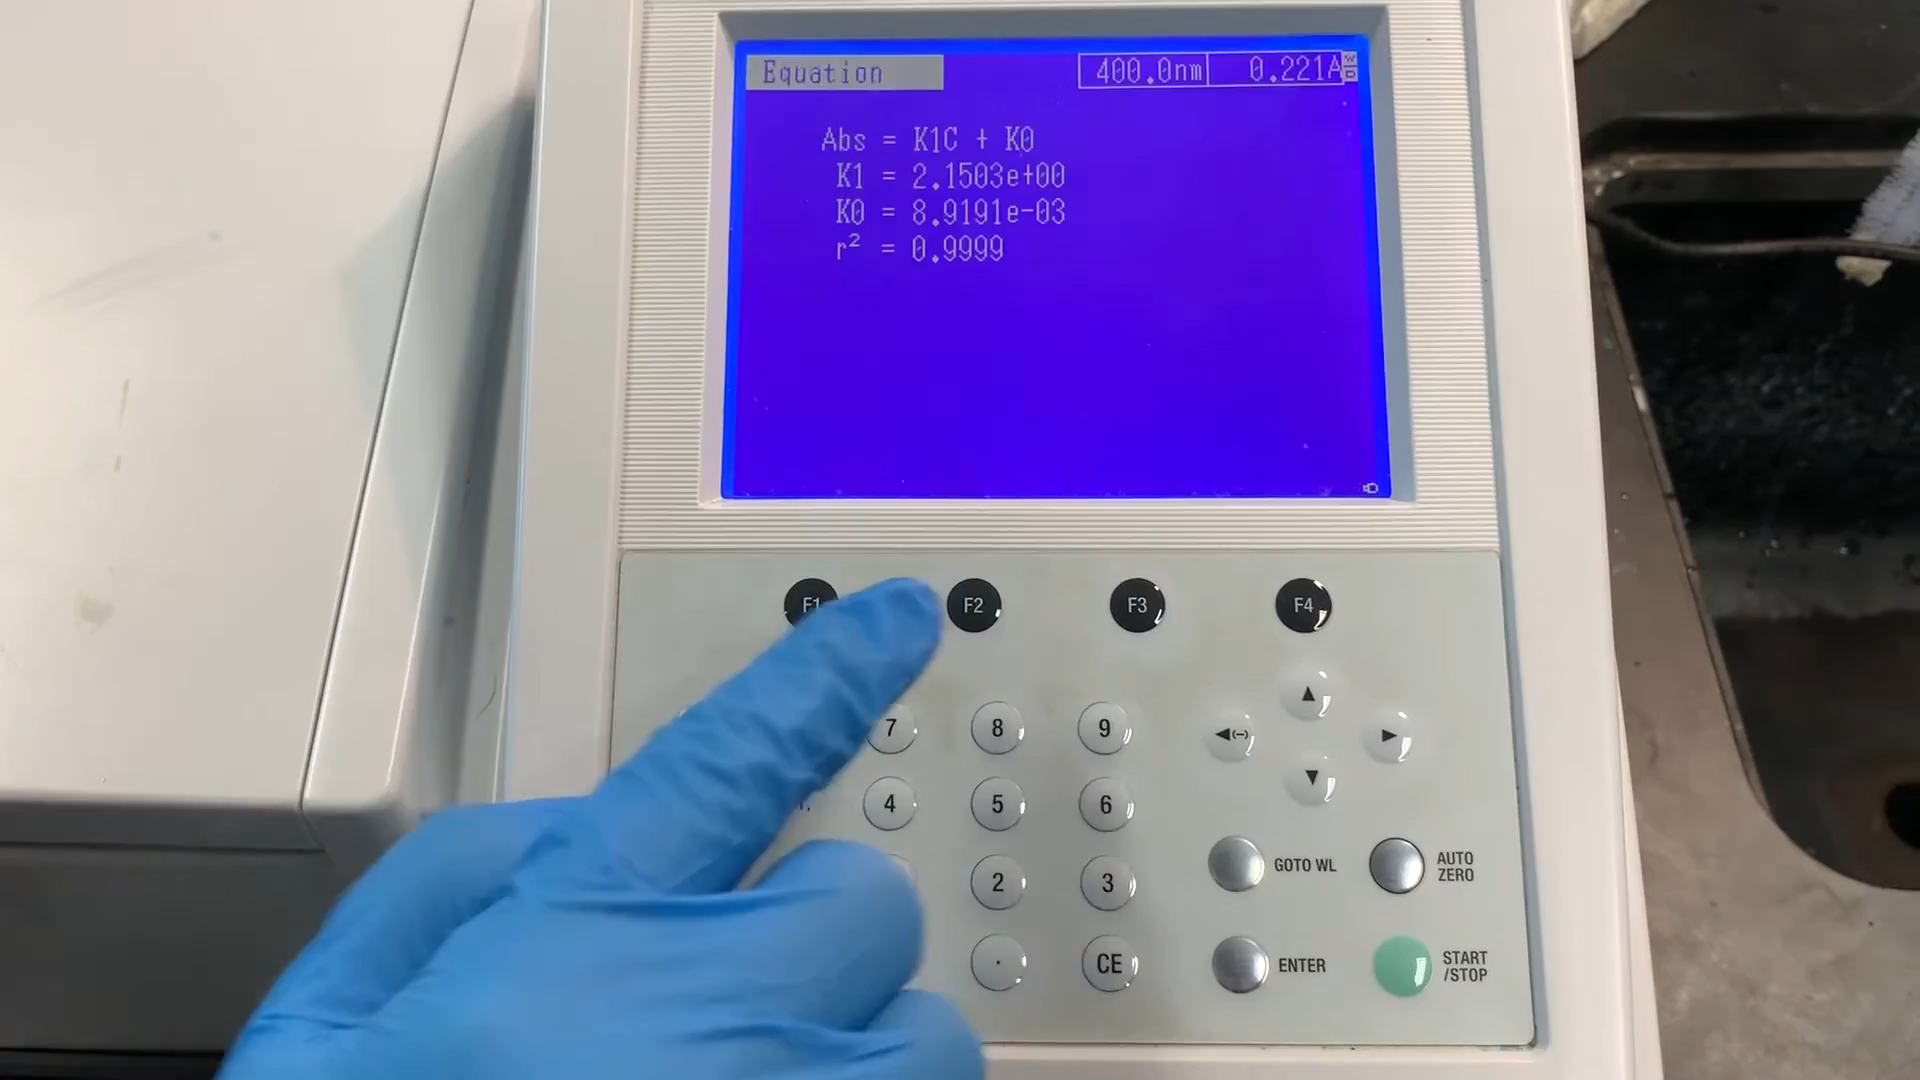 Equation 400.0nm 0.221A
W
D
Abs = K1C + K0
K1 = 2.1503e+00
K0 = 8.9191e-03
r² = 0.9999
F1 F2 F3 F4
7 8 9
4 5 6
2 3
. CE
◀(−) ▲ ▶
▼
GOTO WL
AUTO
ZERO
ENTER
START
/STOP